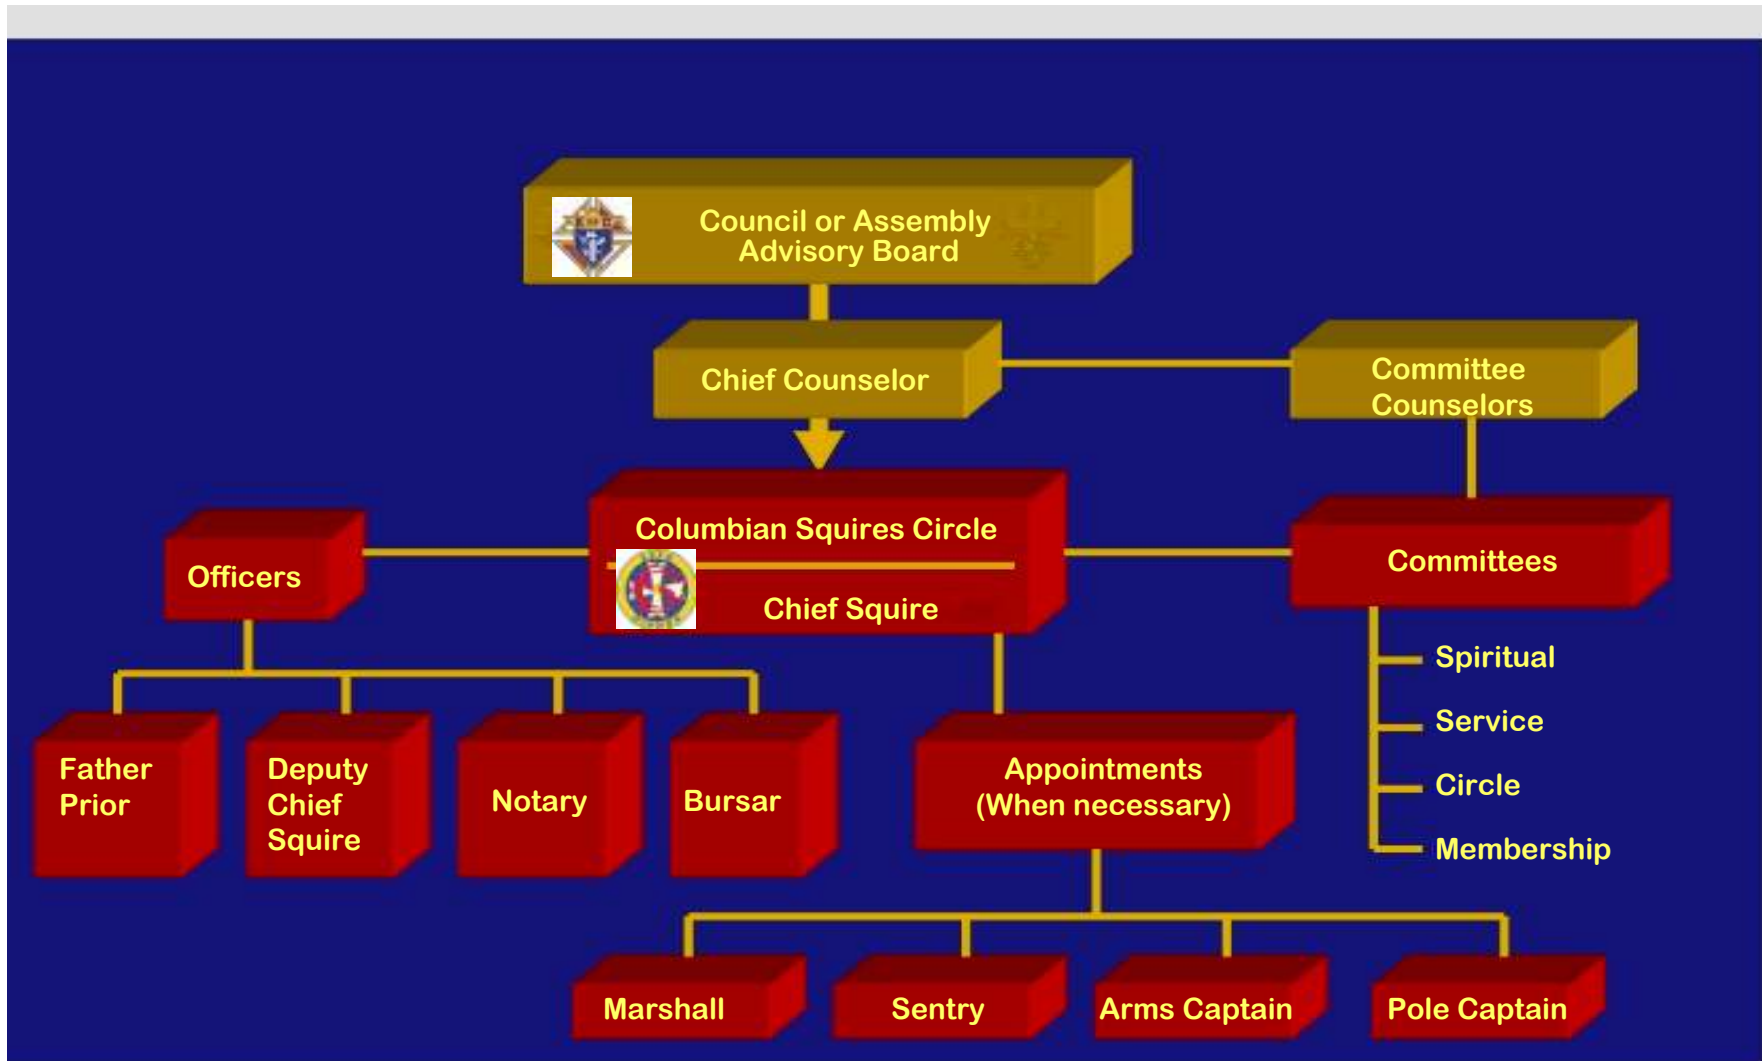 Council or Assembly
Advisory Board
Chief Counselor
Committee
Counselors
Columbian Squires Circle
Chief Squire
Officers
Committees
Spiritual
Service
Circle
Membership
Father
Prior
Deputy
Chief
Squire
Notary
Bursar
Appointments
(When necessary)
Marshall
Sentry
Arms Captain
Pole Captain